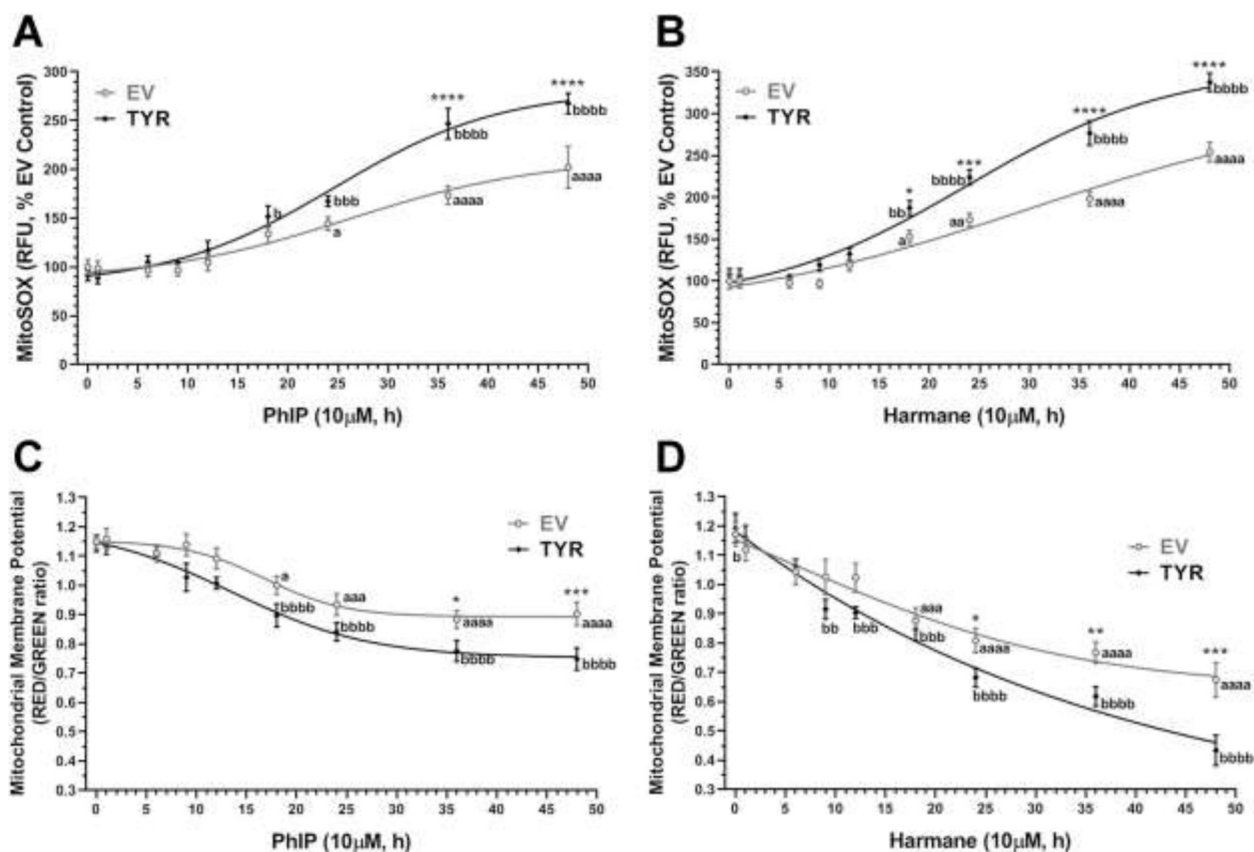 A
MitoSOX (RFU, % EV Control)
300
250
200
150
100
50
0
EV
TYR
b
a
bbb
****
bbbb
aaaa
****
bbbb
aaaa
0 5 10 15 20 25 30 35 40 45 50
PhIP (10µM, h)
B
MitoSOX (RFU, % EV Control)
350
300
250
200
150
100
50
0
EV
TYR
*
bb
a
***
bbbb
aa
****
bbbb
aaaa
****
bbbb
aaaa
0 5 10 15 20 25 30 35 40 45 50
Harmane (10µM, h)
C
Mitochondrial Membrane Potential
(RED/GREEN ratio)
1.3
1.2
1.1
1.0
0.9
0.8
0.7
0.6
0.5
0.4
0.3
EV
TYR
a
bbbb
aaa
bbbb
*
aaaa
bbbb
***
aaaa
bbbb
0 5 10 15 20 25 30 35 40 45 50
PhIP (10µM, h)
D
Mitochondrial Membrane Potential
(RED/GREEN ratio)
1.3
1.2
1.1
1.0
0.9
0.8
0.7
0.6
0.5
0.4
0.3
EV
TYR
b
bb
bbb
aaa
bbb
*
aaaa
bbbb
**
aaaa
bbbb
***
aaaa
bbbb
0 5 10 15 20 25 30 35 40 45 50
Harmane (10µM, h)